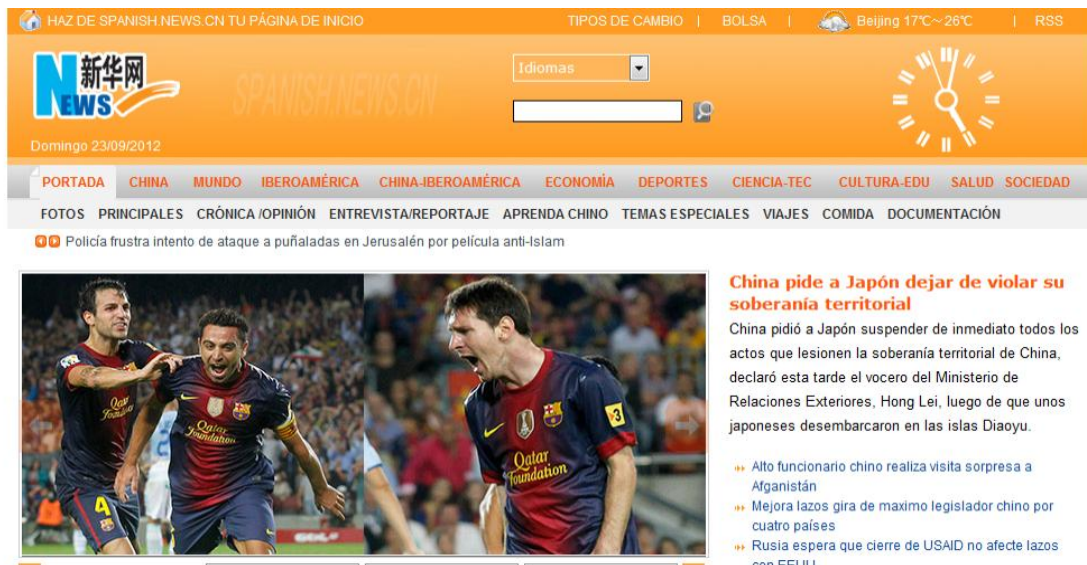 HAZ DE SPANISH.NEWS.CN TU PÁGINA DE INICIO
TIPOS DE CAMBIO | BOLSA | Beijing 17℃~26℃ | RSS
新华网
NEWS
SPANISH.NEWS.CN
Idiomas
Domingo 23/09/2012
PORTADA CHINA MUNDO IBEROAMÉRICA CHINA-IBEROAMÉRICA ECONOMÍA DEPORTES CIENCIA-TEC CULTURA-EDU SALUD SOCIEDAD
FOTOS PRINCIPALES CRÓNICA /OPINIÓN ENTREVISTA/REPORTAJE APRENDA CHINO TEMAS ESPECIALES VIAJES COMIDA DOCUMENTACIÓN
Policía frustra intento de ataque a puñaladas en Jerusalén por película anti-Islam
Qatar
Foundation
4
Qatar
Foundation
Qatar
Foundation
3
China pide a Japón dejar de violar su
soberanía territorial
China pidió a Japón suspender de inmediato todos los
actos que lesionen la soberanía territorial de China,
declaró esta tarde el vocero del Ministerio de
Relaciones Exteriores, Hong Lei, luego de que unos
japoneses desembarcaron en las islas Diaoyu.
Alto funcionario chino realiza visita sorpresa a
Afganistán
Mejora lazos gira de maximo legislador chino por
cuatro países
Rusia espera que cierre de USAID no afecte lazos
con EEUU